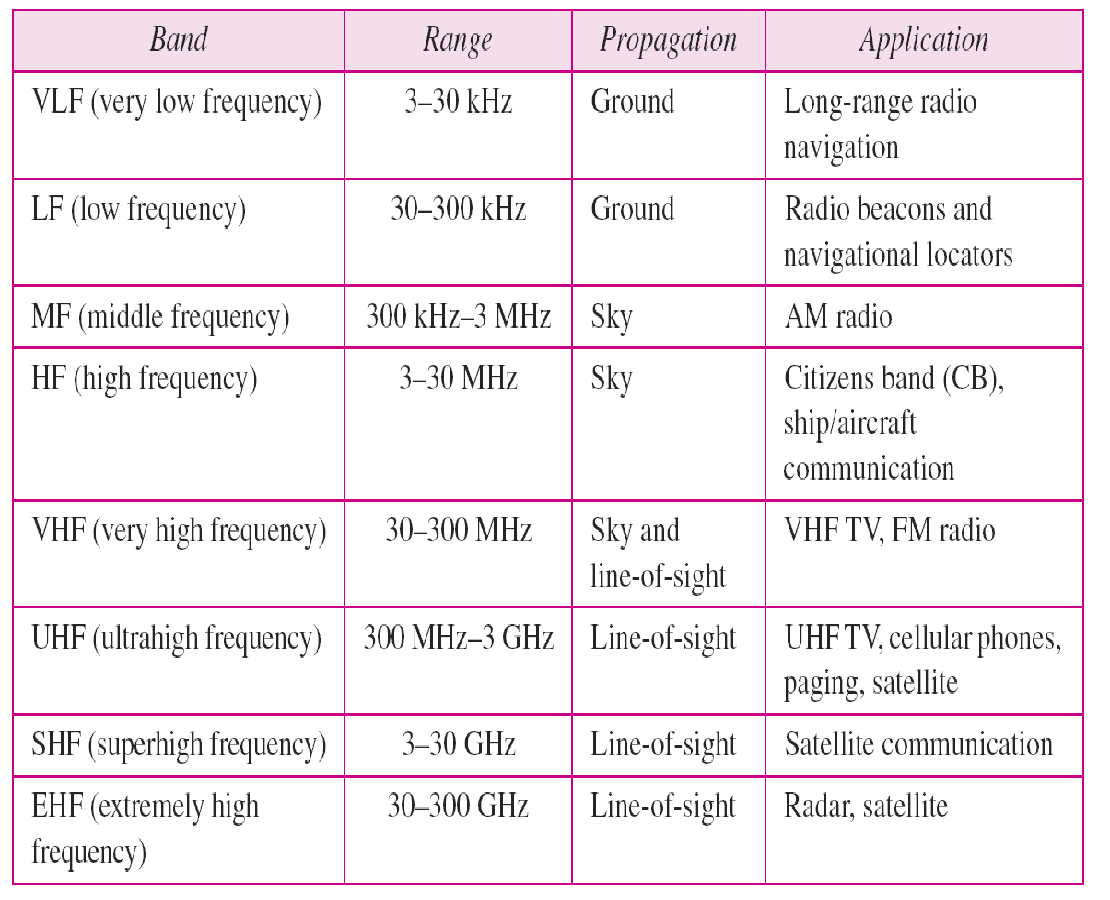 Band Range Propagation Application
VLF (very low frequency) 3–30 kHz Ground Long-range radio
navigation
LF (low frequency) 30–300 kHz Ground Radio beacons and
navigational locators
MF (middle frequency) 300 kHz–3 MHz Sky AM radio
HF (high frequency) 3–30 MHz Sky Citizens band (CB),
ship/aircraft
communication
VHF (very high frequency) 30–300 MHz Sky and VHF TV, FM radio
line-of-sight
UHF (ultrahigh frequency) 300 MHz–3 GHz Line-of-sight UHF TV, cellular phones,
paging, satellite
SHF (superhigh frequency) 3–30 GHz Line-of-sight Satellite communication
EHF (extremely high 30–300 GHz Line-of-sight Radar, satellite
frequency)